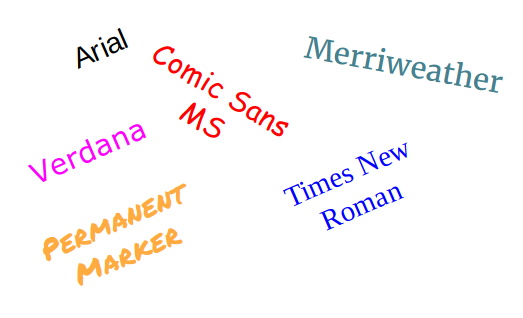 Arial
Comic Sans
MS
Merriweather
Verdana
Times New
Roman
Permanent
Marker